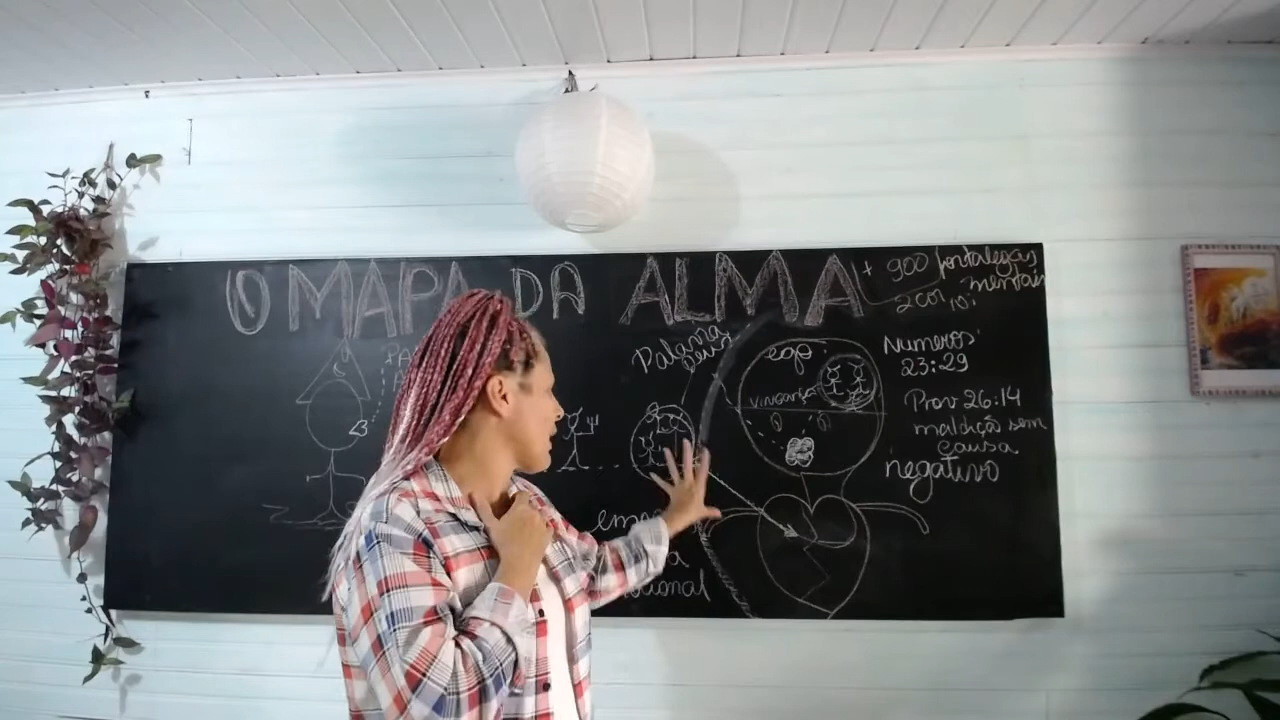 O MAPA DA ALMA
+ 900 fortalezas
mentais
2 cor 10:
Palavra
ego
VINGANÇA
Numeros
23:29
Prov 26:14
maldição sem
causa
negativo